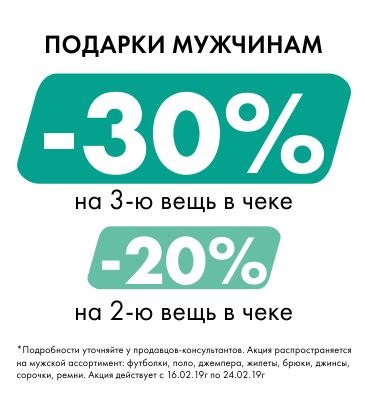 ПОДАРКИ МУЖЧИНАМ
-30%
на 3-ю вещь в чеке
-20%
на 2-ю вещь в чеке
*Подробности уточняйте у продавцов-консультантов. Акция распространяется
на мужской ассортимент: футболки, поло, джемпера, жилеты, брюки, джинсы,
сорочки, ремни. Акция действует с 16.02.19г по 24.02.19г